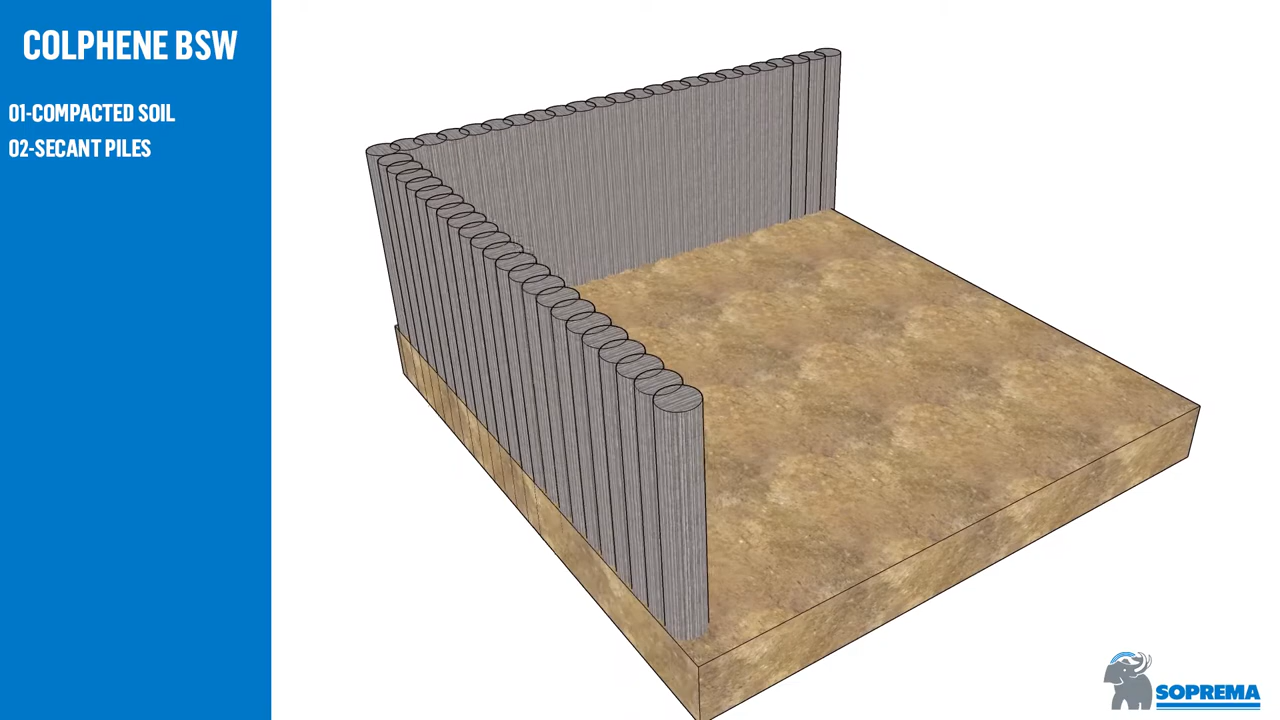 COLPHENE BSW
01-COMPACTED SOIL
02-SECANT PILES
SOPREMA